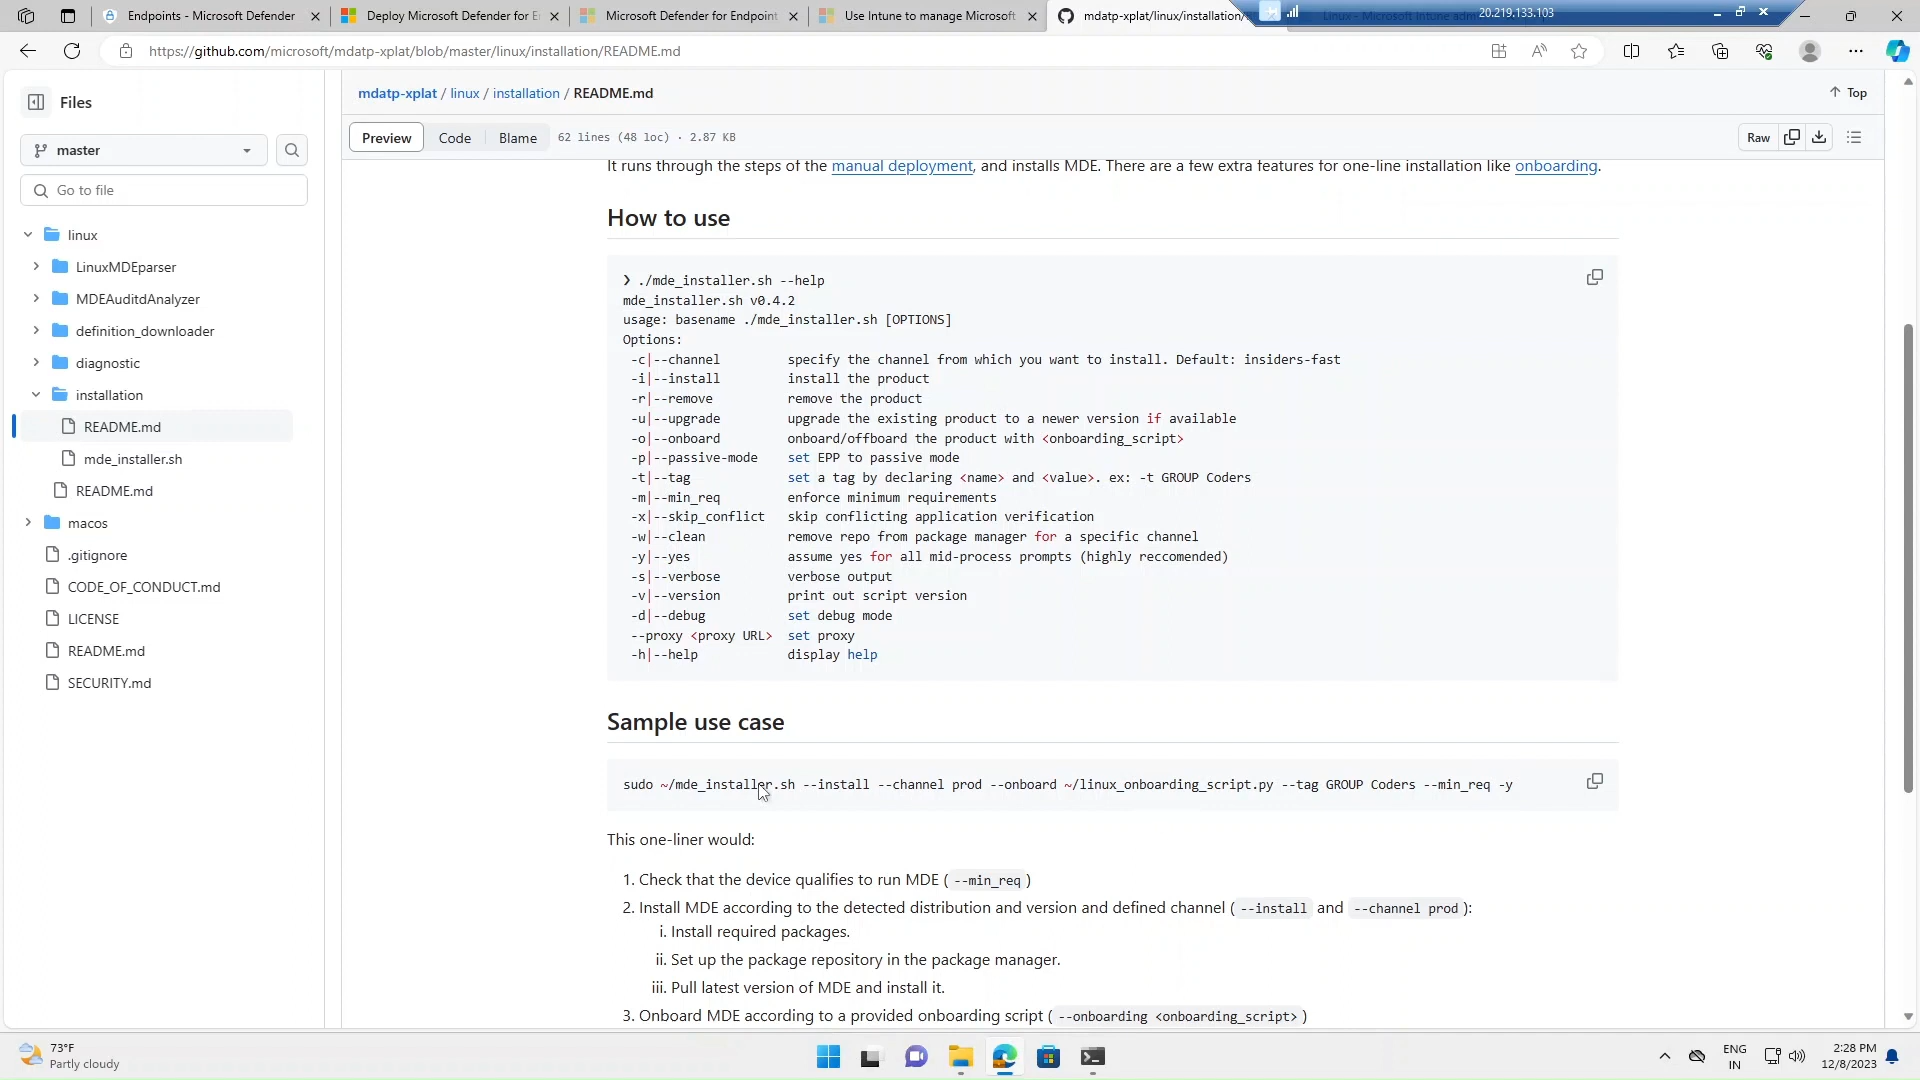 Endpoints - Microsoft Defender
Deploy Microsoft Defender for E
Microsoft Defender for Endpoint
Use Intune to manage Microsoft
mdatp-xplat/linux/installation/
20.219.133.103
https://github.com/microsoft/mdatp-xplat/blob/master/linux/installation/README.md
Files
master
Go to file
linux
LinuxMDEparser
MDEAuditdAnalyzer
definition_downloader
diagnostic
installation
README.md
mde_installer.sh
README.md
macos
.gitignore
CODE_OF_CONDUCT.md
LICENSE
README.md
SECURITY.md
mdatp-xplat / linux / installation / README.md
Top
Preview Code Blame 62 lines (48 loc) · 2.87 KB
Raw
It runs through the steps of the manual deployment, and installs MDE. There are a few extra features for one-line installation like onboarding.
How to use
❯ ./mde_installer.sh --help
mde_installer.sh v0.4.2
usage: basename ./mde_installer.sh [OPTIONS]
Options:
-c|--channel specify the channel from which you want to install. Default: insiders-fast
-i|--install install the product
-r|--remove remove the product
-u|--upgrade upgrade the existing product to a newer version if available
-o|--onboard onboard/offboard the product with <onboarding_script>
-p|--passive-mode set EPP to passive mode
-t|--tag set a tag by declaring <name> and <value>. ex: -t GROUP Coders
-m|--min_req enforce minimum requirements
-x|--skip_conflict skip conflicting application verification
-w|--clean remove repo from package manager for a specific channel
-y|--yes assume yes for all mid-process prompts (highly reccomended)
-s|--verbose verbose output
-v|--version print out script version
-d|--debug set debug mode
--proxy <proxy URL> set proxy
-h|--help display help
Sample use case
sudo ~/mde_installer.sh --install --channel prod --onboard ~/linux_onboarding_script.py --tag GROUP Coders --min_req -y
This one-liner would:
1. Check that the device qualifies to run MDE ( --min_req )
2. Install MDE according to the detected distribution and version and defined channel ( --install and --channel prod ):
i. Install required packages.
ii. Set up the package repository in the package manager.
iii. Pull latest version of MDE and install it.
3. Onboard MDE according to a provided onboarding script ( --onboarding <onboarding_script> )
73°F
Partly cloudy
ENG
IN
2:28 PM
12/8/2023